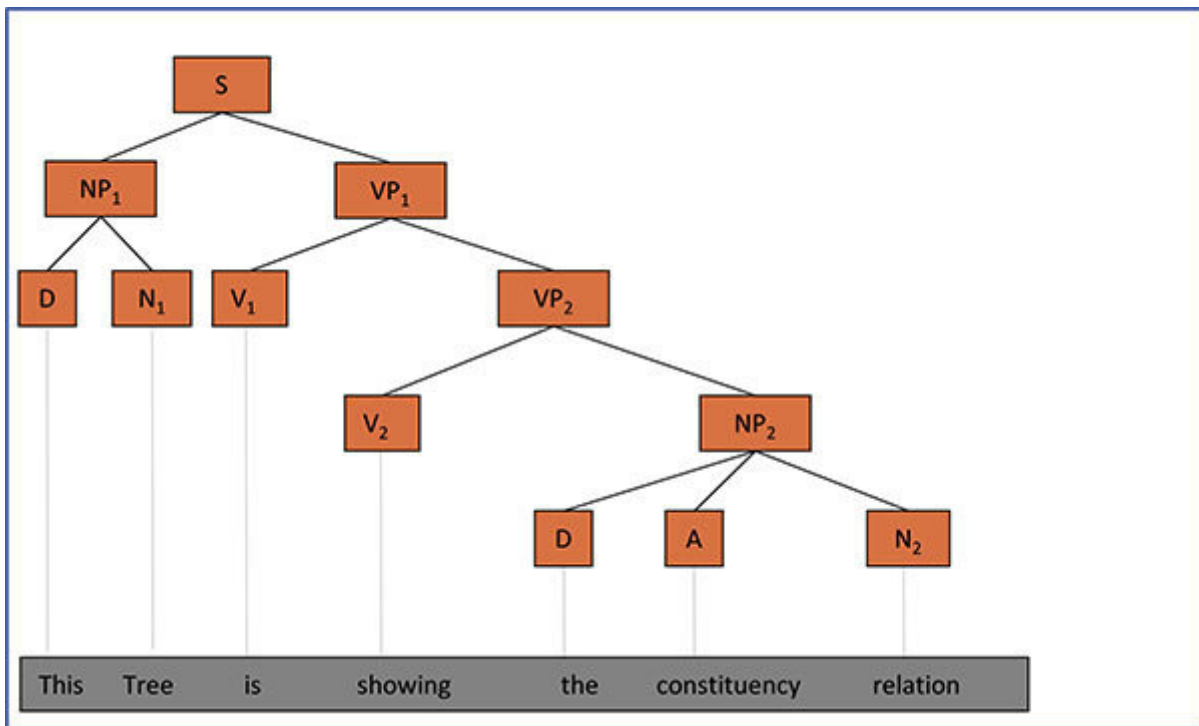 S
NP₁ VP₁
D N₁ V₁ VP₂
V₂ NP₂
D A N₂
This Tree is showing the constituency relation